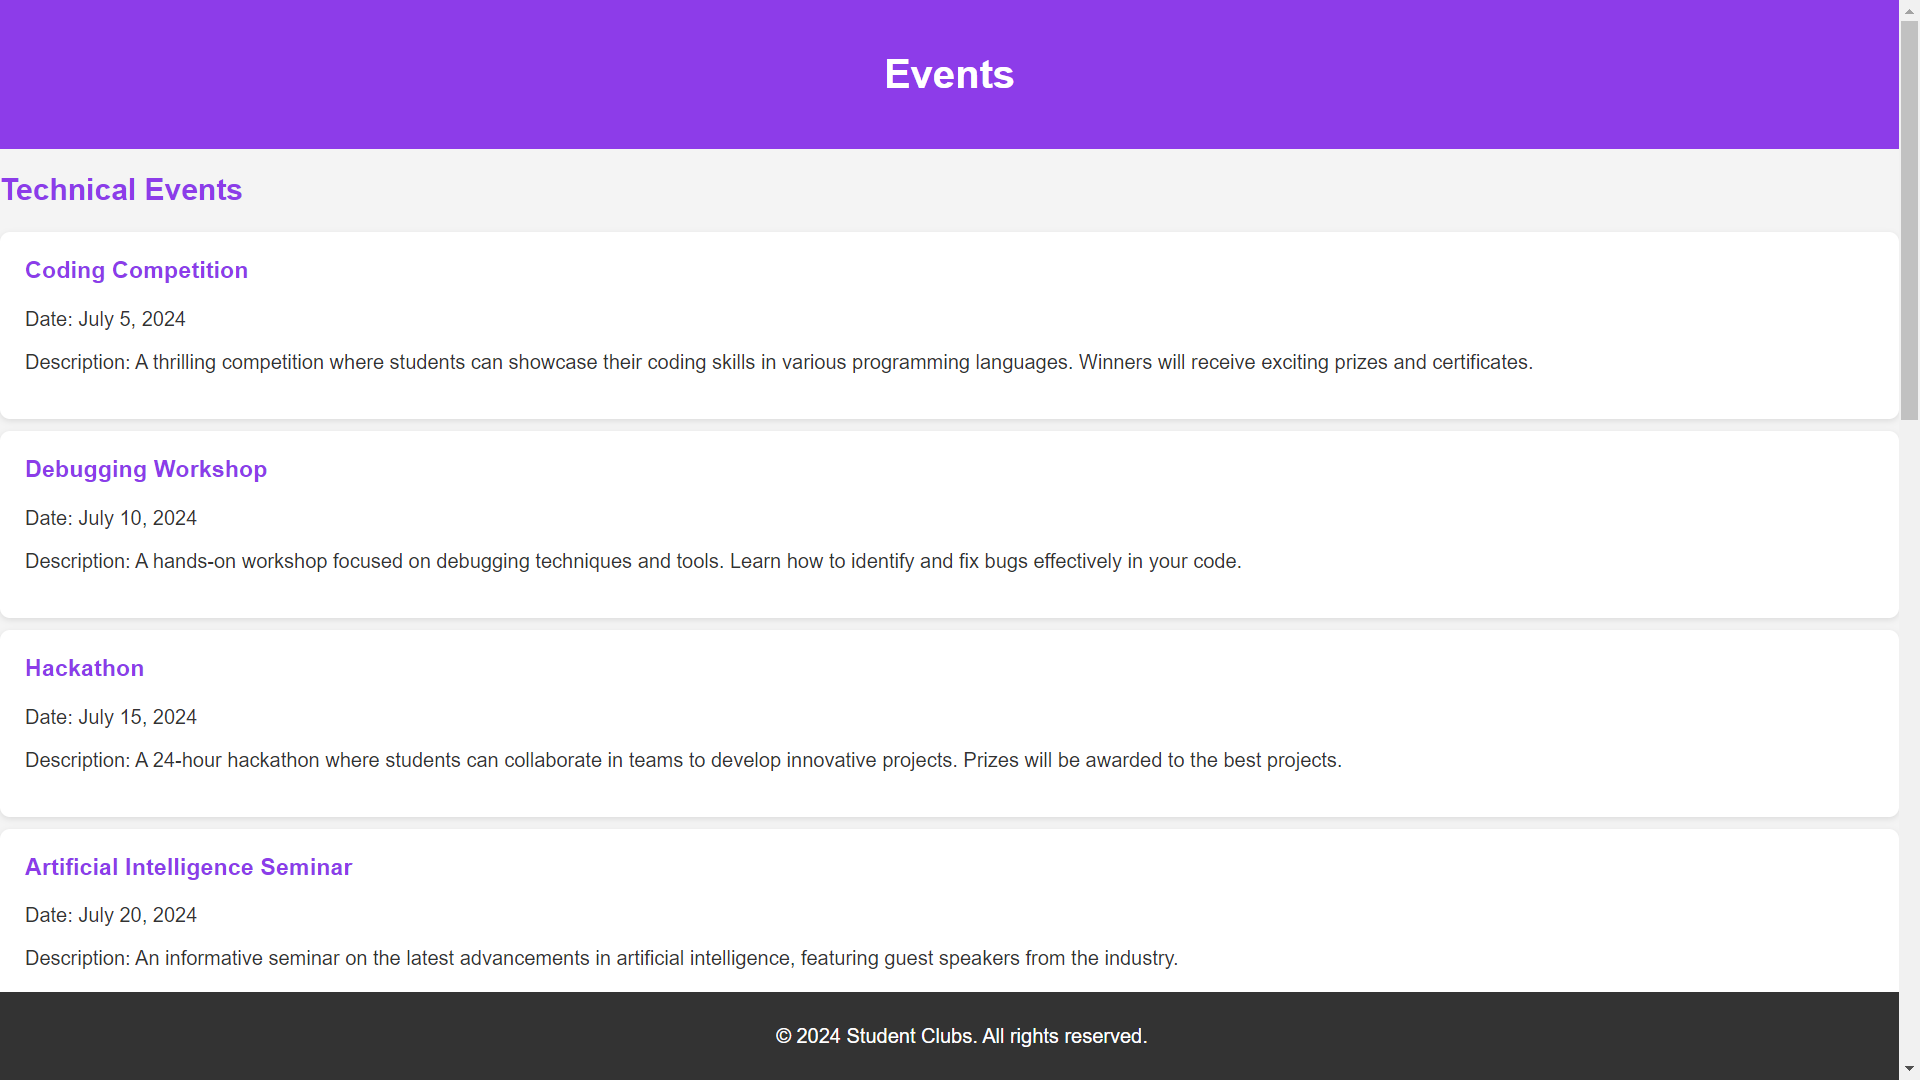 Events
Technical Events
Coding Competition
Date: July 5, 2024
Description: A thrilling competition where students can showcase their coding skills in various programming languages. Winners will receive exciting prizes and certificates.
Debugging Workshop
Date: July 10, 2024
Description: A hands-on workshop focused on debugging techniques and tools. Learn how to identify and fix bugs effectively in your code.
Hackathon
Date: July 15, 2024
Description: A 24-hour hackathon where students can collaborate in teams to develop innovative projects. Prizes will be awarded to the best projects.
Artificial Intelligence Seminar
Date: July 20, 2024
Description: An informative seminar on the latest advancements in artificial intelligence, featuring guest speakers from the industry.
© 2024 Student Clubs. All rights reserved.